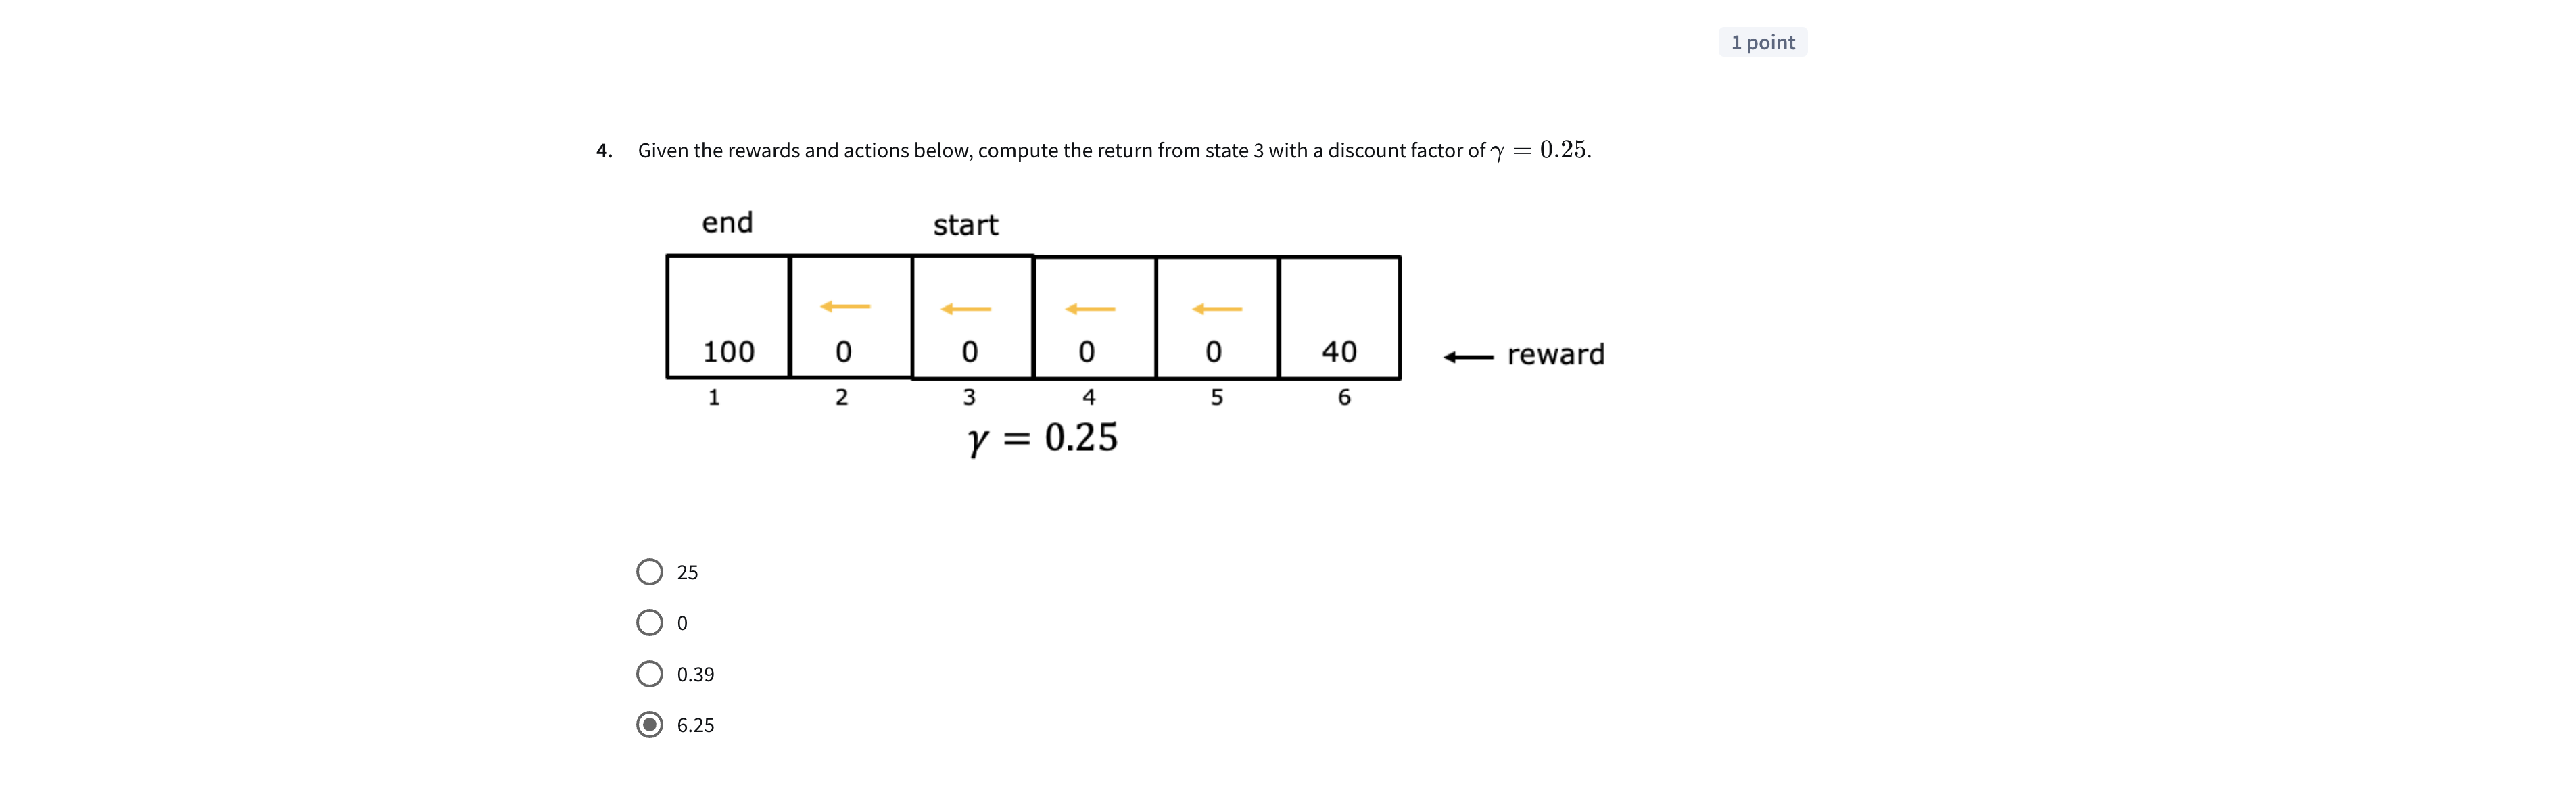 1 point
4. Given the rewards and actions below, compute the return from state 3 with a discount factor of γ = 0.25.
end start
100 0 0 0 0 40 reward
1 2 3 4 5 6
γ = 0.25
25
0
0.39
6.25